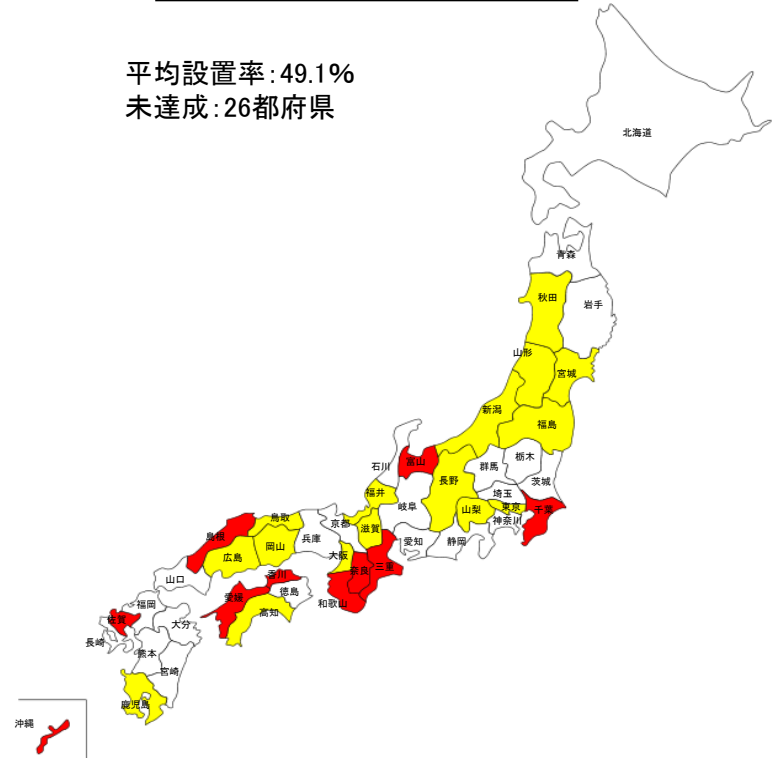 平均設置率：49.1%
未達成：26都府県
北海道
青森
秋田
岩手
山形
宮城
新潟
福島
石川
富山
群馬
栃木
長野
茨城
福井
埼玉
岐阜
山梨
東京
千葉
神奈川
鳥取
京都
滋賀
島根
岡山
兵庫
愛知
静岡
広島
大阪
奈良
三重
山口
香川
徳島
和歌山
愛媛
福岡
高知
佐賀
大分
長崎
熊本
宮崎
鹿児島
沖縄